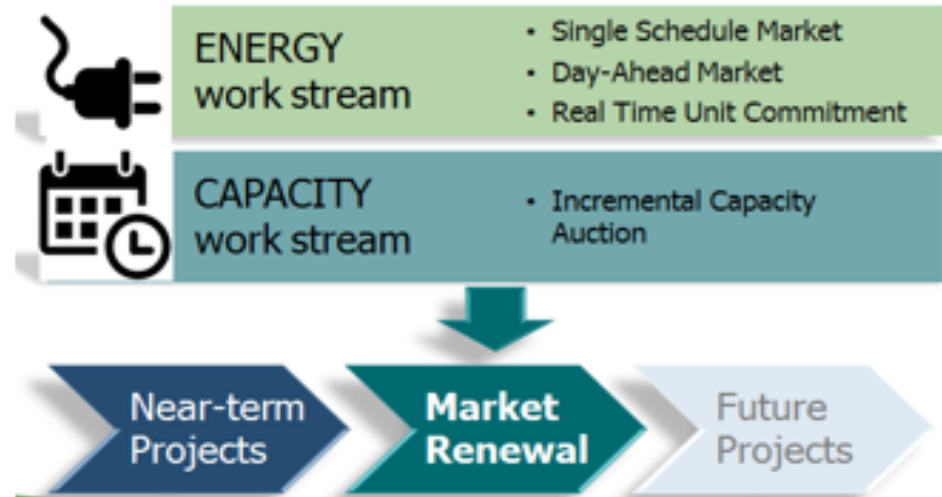 ENERGY
work stream
• Single Schedule Market
• Day-Ahead Market
• Real Time Unit Commitment
CAPACITY
work stream
• Incremental Capacity
Auction
Near-term
Projects
Market
Renewal
Future
Projects